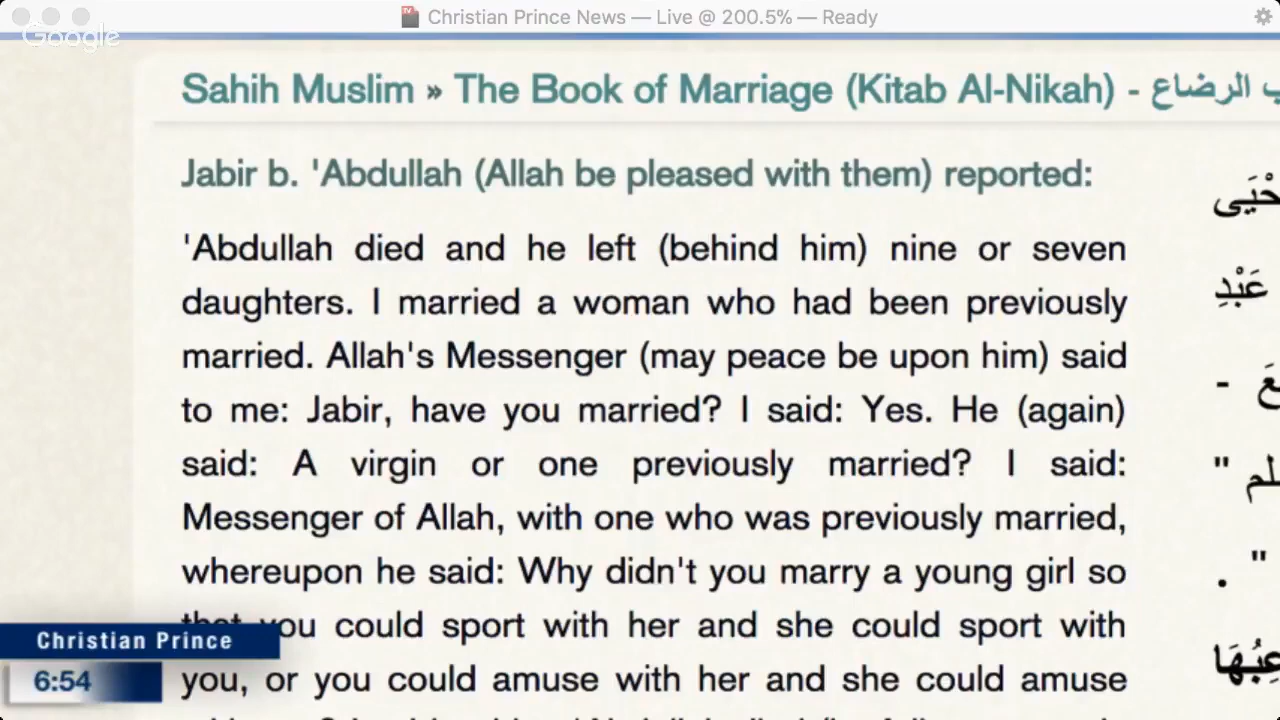 Christian Prince News — Live @ 200.5% — Ready
Google
Sahih Muslim » The Book of Marriage (Kitab Al-Nikah) - ب الرضاع
Jabir b. 'Abdullah (Allah be pleased with them) reported:
'Abdullah died and he left (behind him) nine or seven
daughters. I married a woman who had been previously
married. Allah's Messenger (may peace be upon him) said
to me: Jabir, have you married? I said: Yes. He (again)
said: A virgin or one previously married? I said:
Messenger of Allah, with one who was previously married,
whereupon he said: Why didn't you marry a young girl so
that you could sport with her and she could sport with
you, or you could amuse with her and she could amuse
عَبْدِ
Christian Prince
6:54